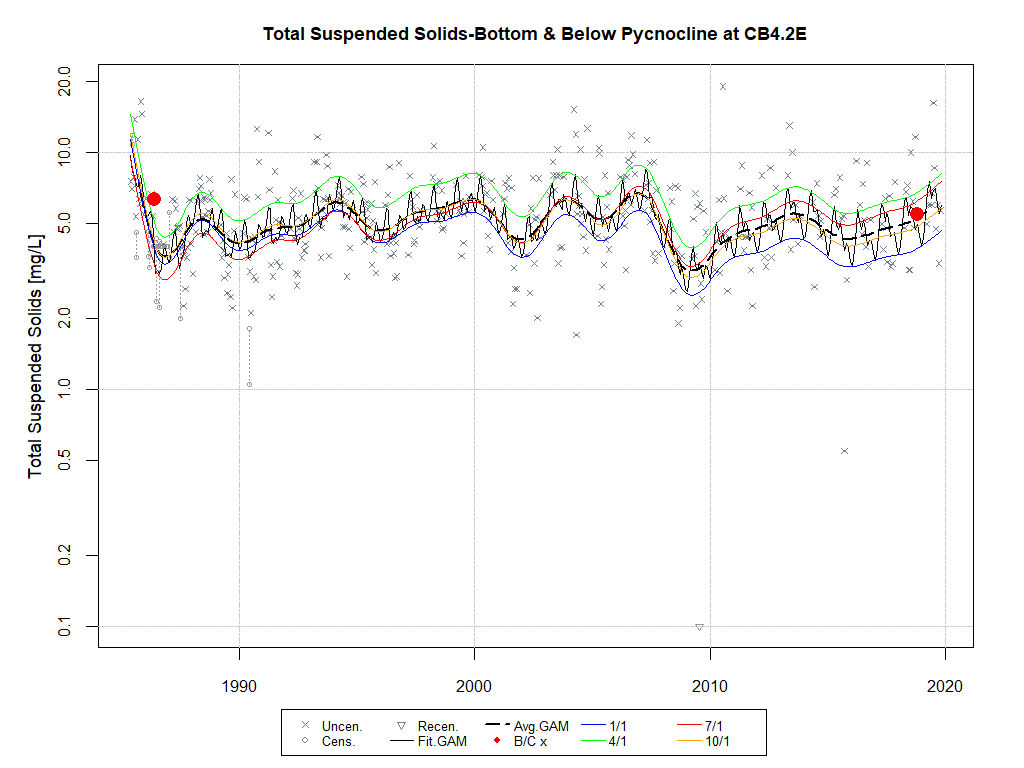 Total Suspended Solids-Bottom & Below Pycnocline at CB4.2E
Total Suspended Solids [mg/L]
20.0
10.0
5.0
2.0
1.0
0.5
0.2
0.1
1990 2000 2010 2020
Uncen. Recen. Avg.GAM 1/1 7/1
Cens. Fit.GAM B/C x 4/1 10/1